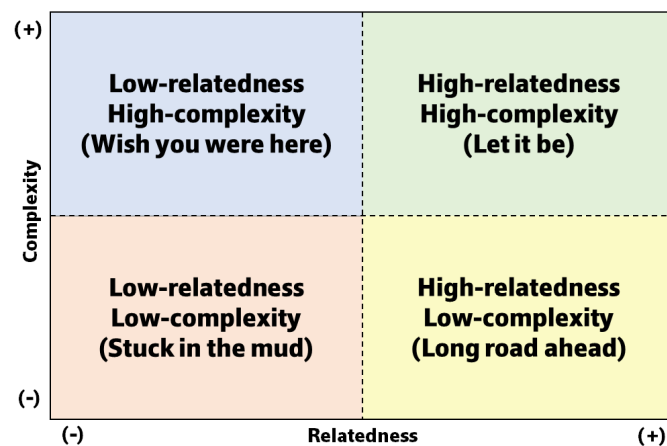 (+)
Low-relatedness
High-complexity
(Wish you were here)
High-relatedness
High-complexity
(Let it be)
Complexity
Low-relatedness
Low-complexity
(Stuck in the mud)
High-relatedness
Low-complexity
(Long road ahead)
(-)
(-)
Relatedness
(+)